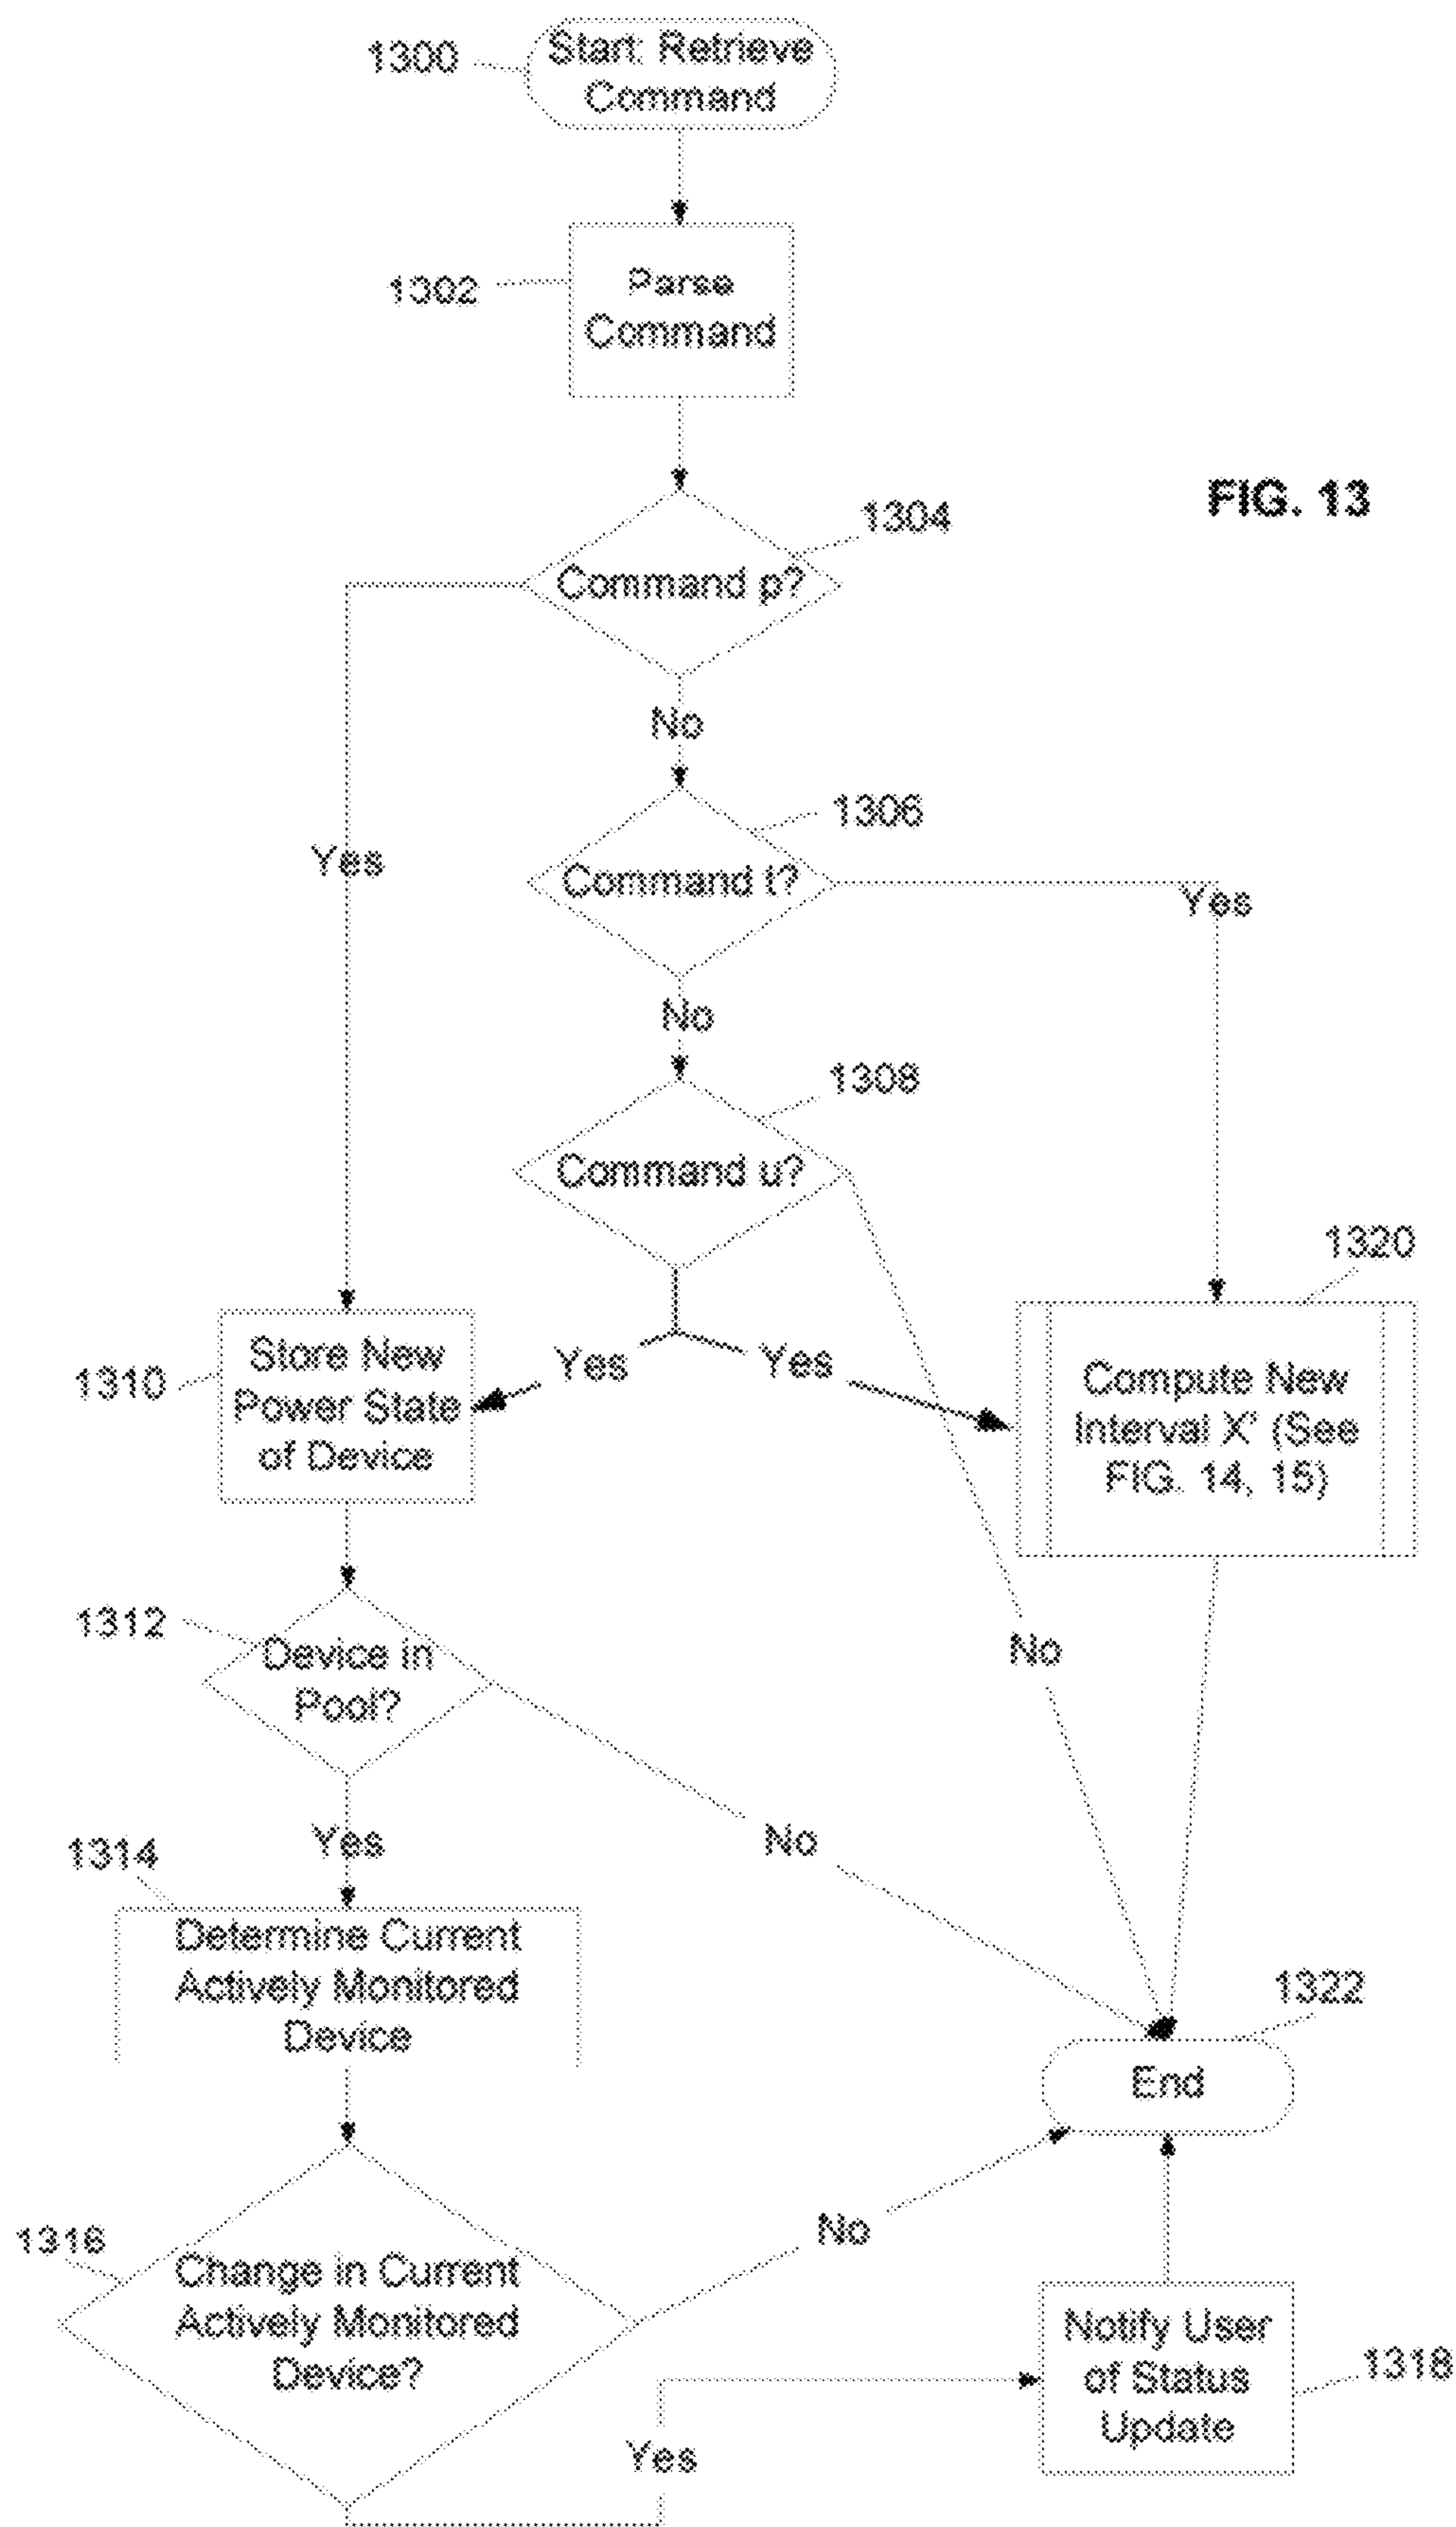 1300
Start: Retrieve
Command
1302
Parse
Command
FIG. 13
1304
Command p?
No
1306
Command t?
Yes
Yes
No
1308
Command u?
1320
Yes
Yes
1310
Store New
Power State
of Device
Compute New
Interval X' (See
FIG. 14, 15)
1312
Device in
Pool?
No
Yes
No
1314
Determine Current
Actively Monitored
Device
1322
End
1316
Change in Current
Actively Monitored
Device?
No
Notify User
of Status
Update
1318
Yes